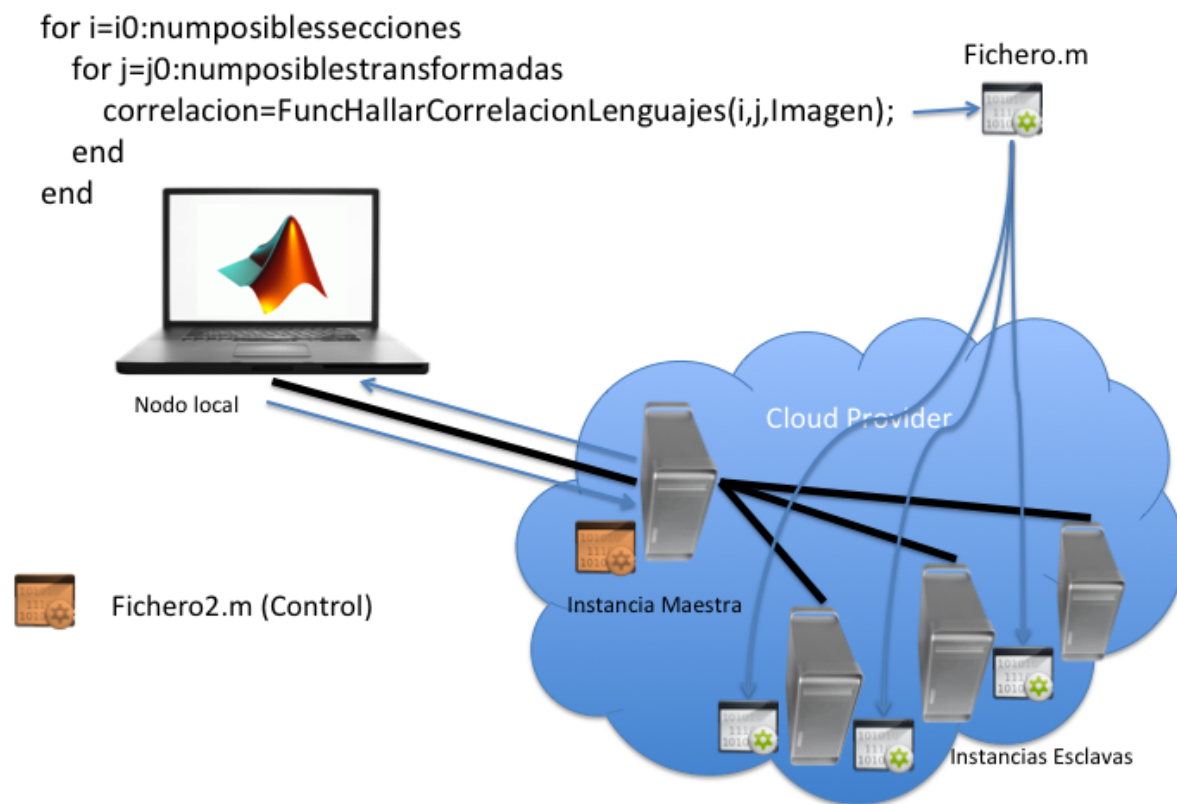 for i=i0:numposiblessecciones
for j=j0:numposiblestransformadas
correlacion=FuncHallarCorrelacionLenguajes(i,j,Imagen);
end
end
Fichero.m
Nodo local
Cloud Provider
Instancia Maestra
Fichero2.m (Control)
Instancias Esclavas